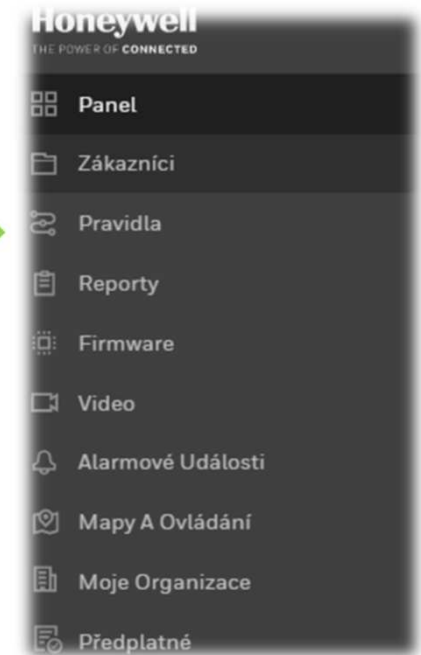 Honeywell
THE POWER OF CONNECTED
Panel
Zákazníci
Pravidla
Reporty
Firmware
Video
Alarmové Události
Mapy A Ovládání
Moje Organizace
Předplatné